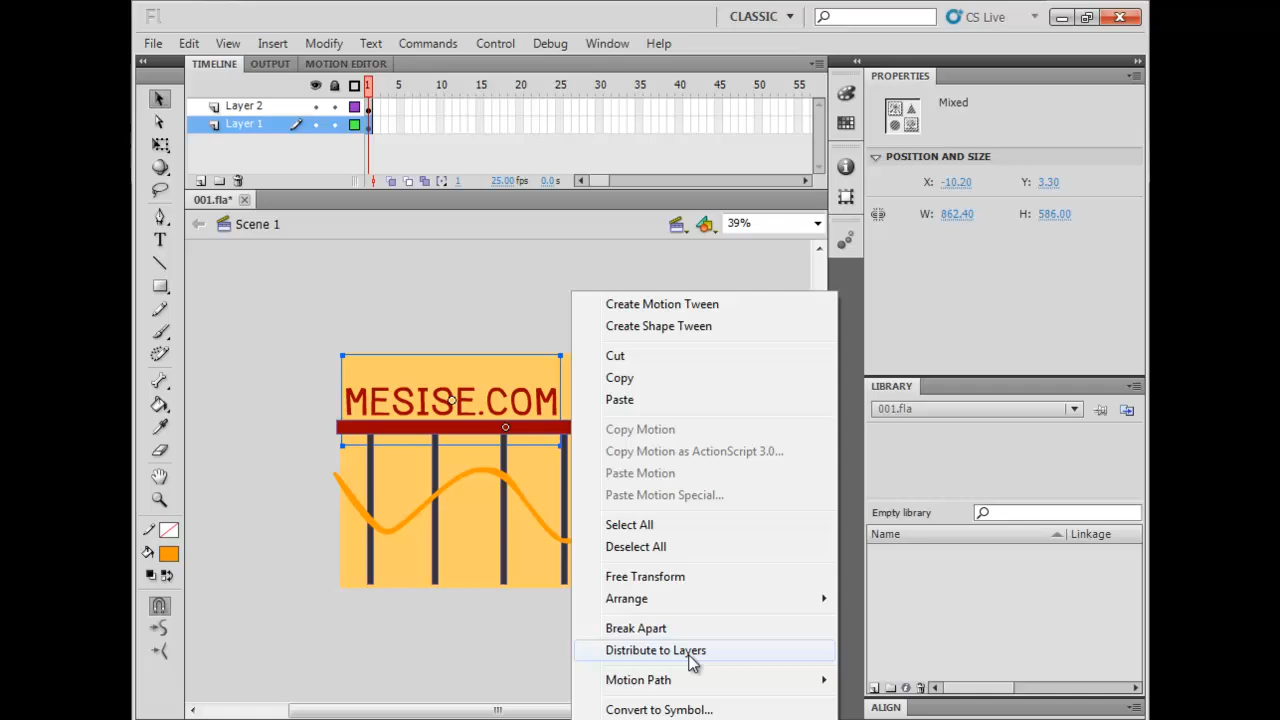 Fl CLASSIC CS Live
File Edit View Insert Modify Text Commands Control Debug Window Help
TIMELINE OUTPUT MOTION EDITOR
1 5 10 15 20 25 30 35 40 45 50 55
Layer 2
Layer 1
1 25.00 fps 0.0 s
001.fla*
Scene 1 39%
MESISE.COM
Create Motion Tween
Create Shape Tween
Cut
Copy
Paste
Copy Motion
Copy Motion as ActionScript 3.0...
Paste Motion
Paste Motion Special...
Select All
Deselect All
Free Transform
Arrange
Break Apart
Distribute to Layers
Motion Path
Convert to Symbol...
PROPERTIES
Mixed
POSITION AND SIZE
X: -10.20 Y: 3.30
W: 862.40 H: 586.00
LIBRARY
001.fla
Empty library
Name Linkage
ALIGN